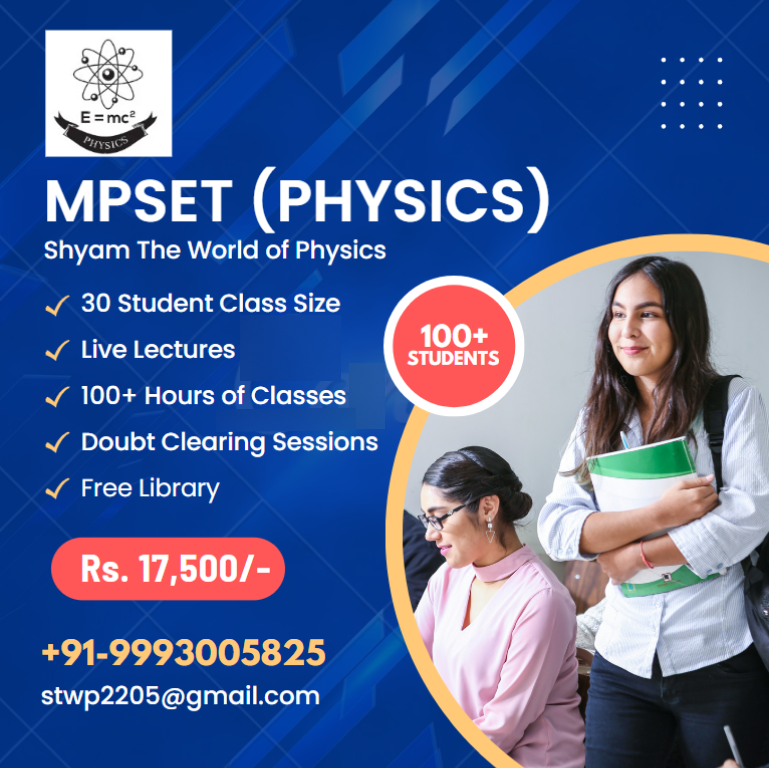 E = mc²
PHYSICS
MPSET (PHYSICS)
Shyam The World of Physics
30 Student Class Size
Live Lectures
100+ Hours of Classes
Doubt Clearing Sessions
Free Library
100+
STUDENTS
Rs. 17,500/-
+91-9993005825
stwp2205@gmail.com